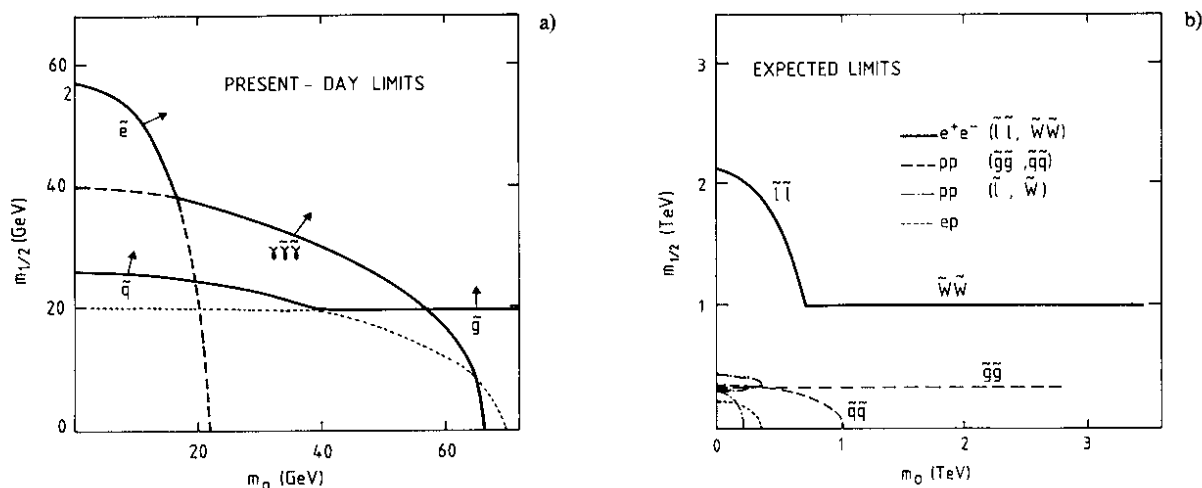 a)
60
2
40
20
0
m1/2 (GeV)
PRESENT - DAY LIMITS
ẽ
γγ̃γ̃
q̃
g̃
20
40
60
m0 (GeV)
b)
3
2
1
0
m1/2 (TeV)
EXPECTED LIMITS
e+e- (l̃l̃, W̃W̃)
pp (g̃g̃, q̃q̃)
pp (l̃, W̃)
ep
l̃l̃
W̃W̃
g̃g̃
q̃q̃
1
2
3
m0 (TeV)